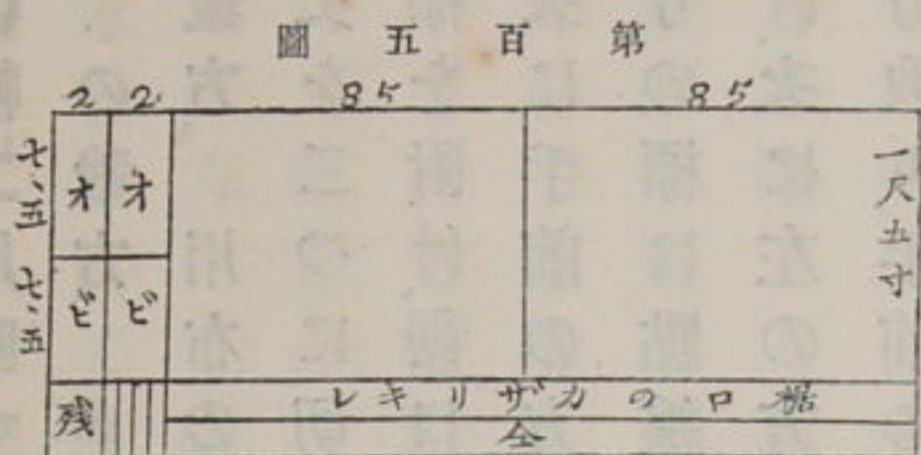 第百五圖
2 2 85 85
一尺五寸
七、五
七、五
オ オ
ビ ビ
裾口のカザリキレ
仝
残